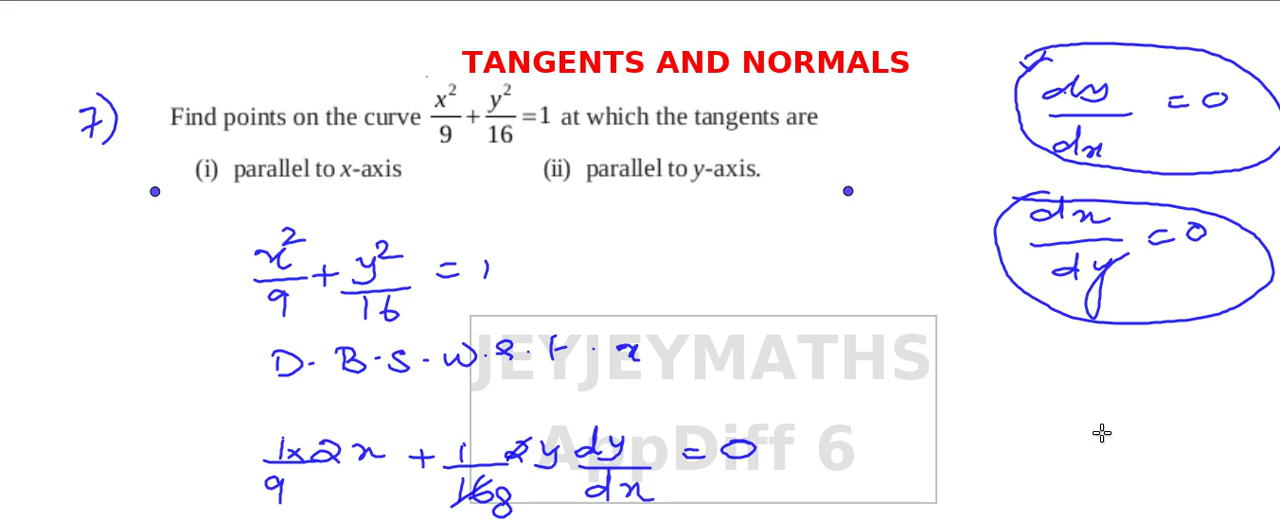 TANGENTS AND NORMALS
7) Find points on the curve x²/9 + y²/16 = 1 at which the tangents are
(i) parallel to x-axis (ii) parallel to y-axis.
dy/dx = 0
dx/dy = 0
x²/9 + y²/16 = 1
D. B. S. W. R. t. x
JEYJEYMATHS
1/9 × 2x + 1/16 8 2y dy/dx = 0
AppDiff 6